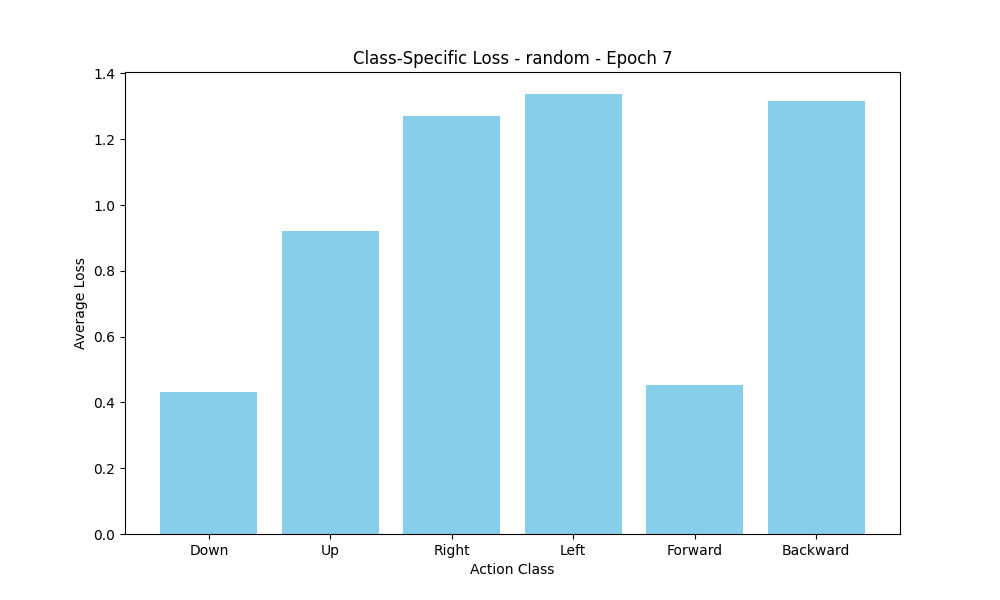 Class-Specific Loss - random - Epoch 7
Average Loss
1.4
1.2
1.0
0.8
0.6
0.4
0.2
0.0
Down Up Right Left Forward Backward
Action Class